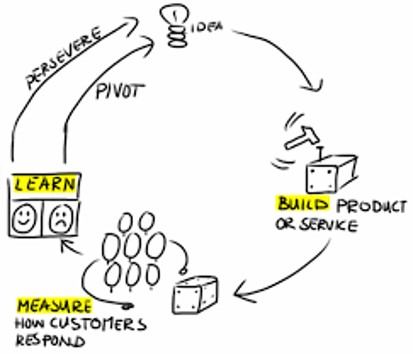 IDEA
PERSEVERE
PIVOT
BUILD PRODUCT
OR SERVICE
LEARN
MEASURE
HOW CUSTOMERS
RESPOND